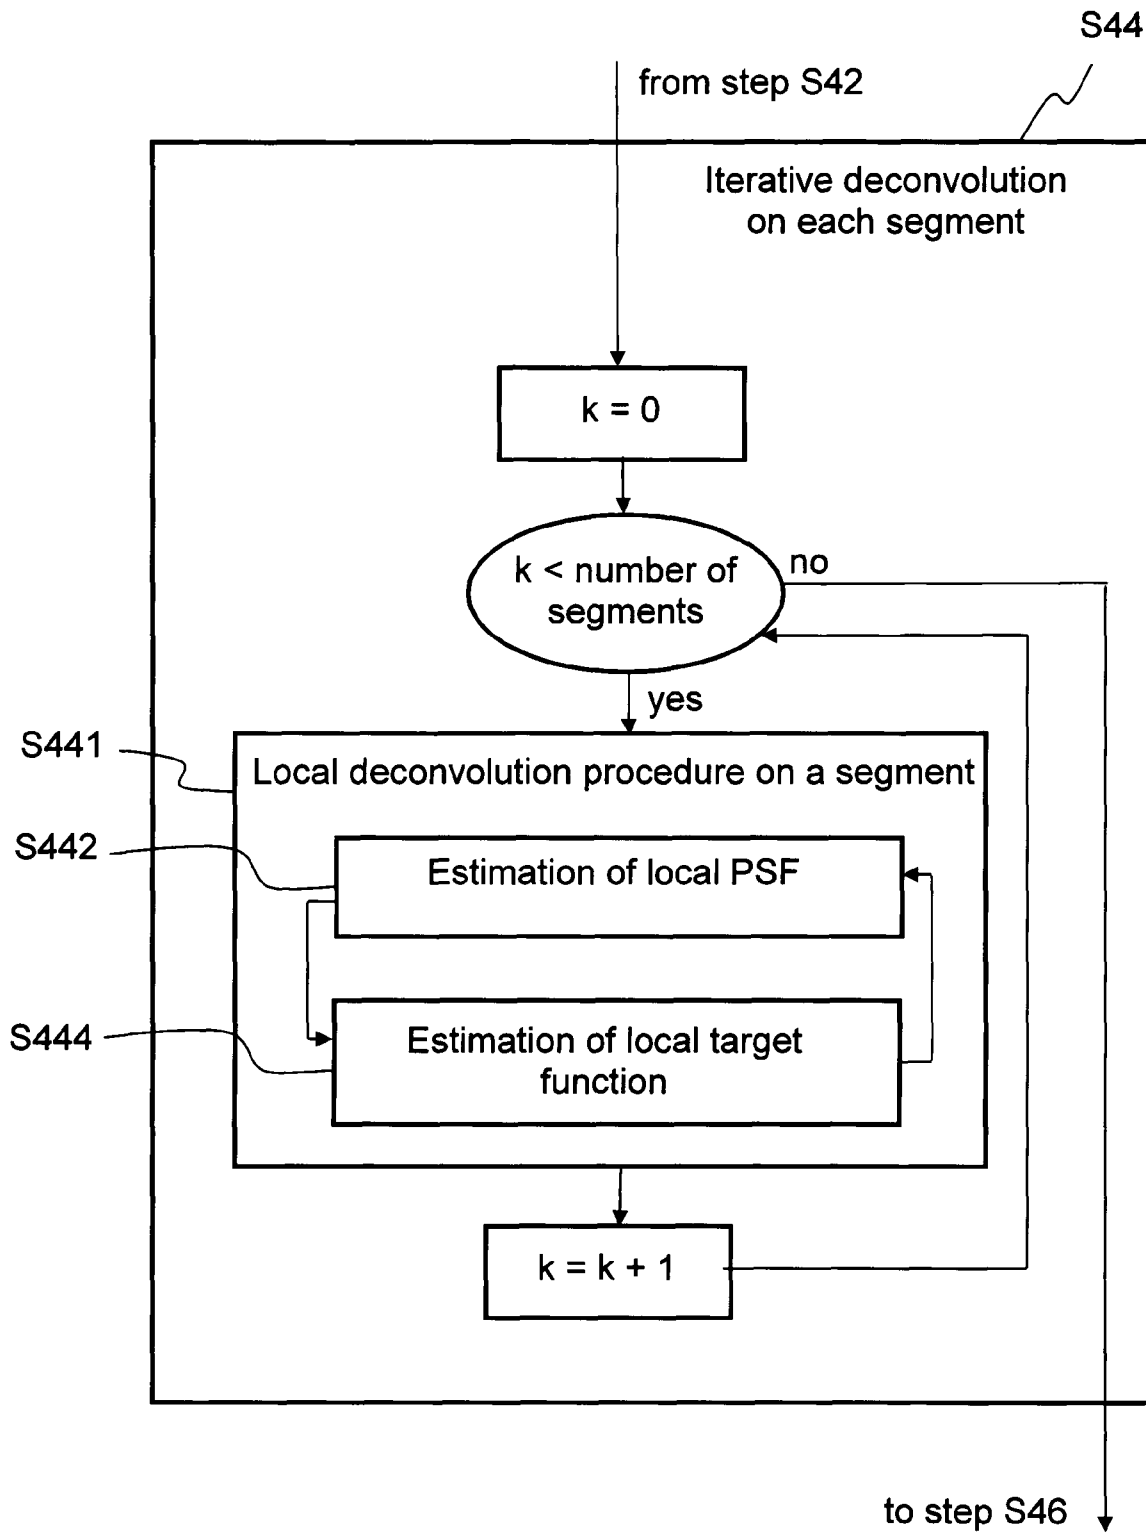 S44
from step S42
Iterative deconvolution
on each segment
k = 0
k < number of
segments
no
yes
S441
Local deconvolution procedure on a segment
S442
Estimation of local PSF
S444
Estimation of local target
function
k = k + 1
to step S46